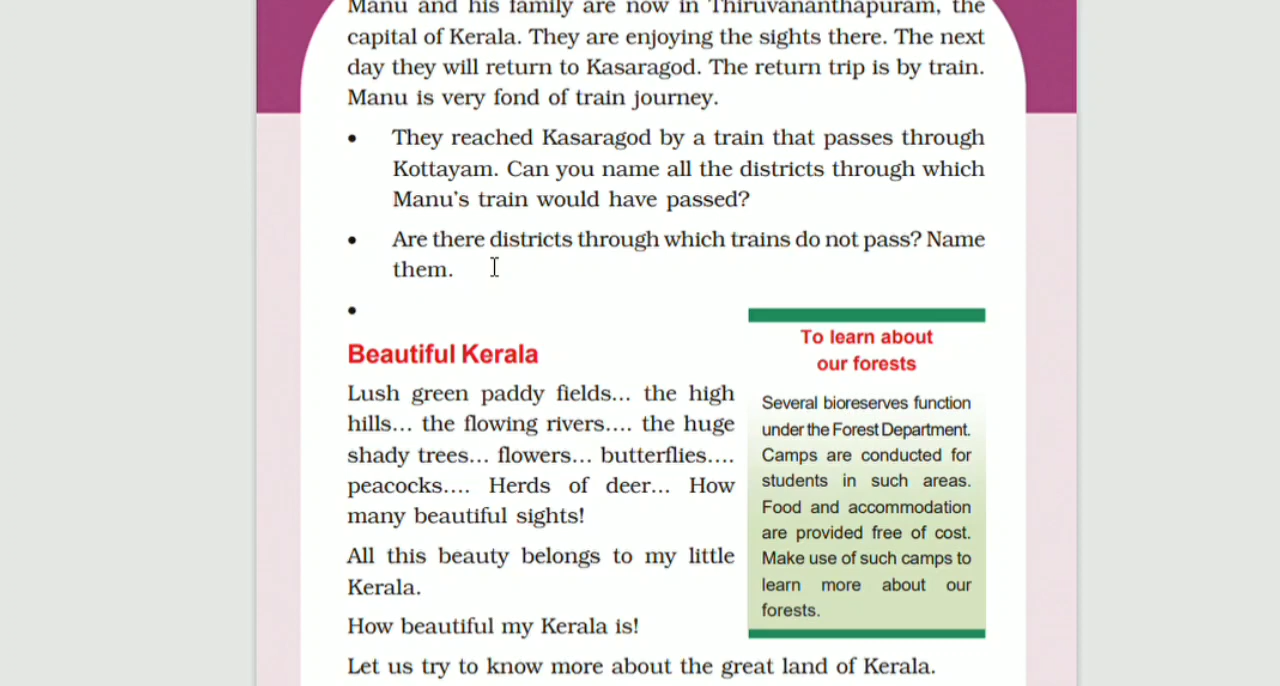 Manu and his family are now in Thiruvananthapuram, the
capital of Kerala. They are enjoying the sights there. The next
day they will return to Kasaragod. The return trip is by train.
Manu is very fond of train journey.
• They reached Kasaragod by a train that passes through
Kottayam. Can you name all the districts through which
Manu's train would have passed?
• Are there districts through which trains do not pass? Name
them.
•
Beautiful Kerala
Lush green paddy fields... the high
hills... the flowing rivers.... the huge
shady trees... flowers... butterflies....
peacocks.... Herds of deer... How
many beautiful sights!
All this beauty belongs to my little
Kerala.
How beautiful my Kerala is!
Let us try to know more about the great land of Kerala.
To learn about
our forests
Several bioreserves function
under the Forest Department.
Camps are conducted for
students in such areas.
Food and accommodation
are provided free of cost.
Make use of such camps to
learn more about our
forests.